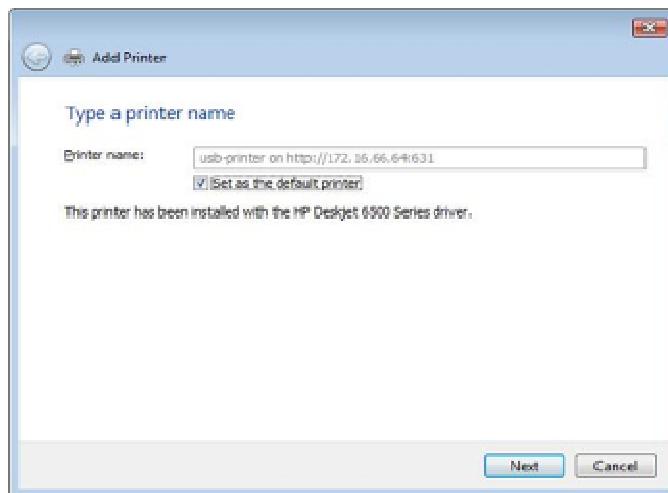 Add Printer
Type a printer name
Printer name:
usb-printer on http://172.16.66.64:631
Set as the default printer
This printer has been installed with the HP Deskjet 6500 Series driver.
Next
Cancel